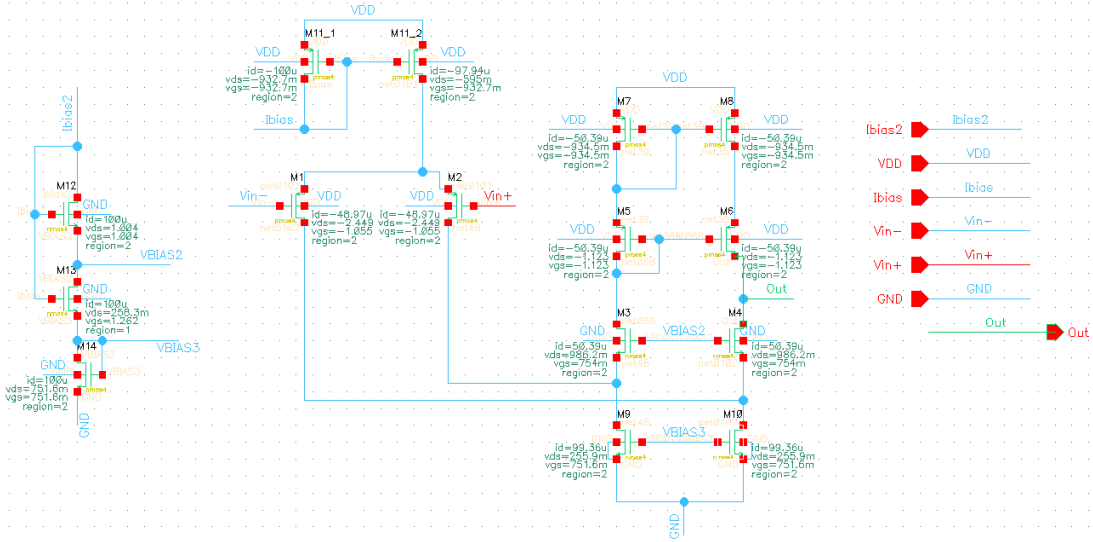 VDD
M11_1
M11_2
VDD
VDD
id=-100u
vds=-932.7m
vgs=-932.7m
region=2
id=-97.94u
vds=-595m
vgs=-932.7m
region=2
pmos4
pmos4
Ibias
Ibias2
M12
GND
id=100u
vds=1.004
vgs=1.004
region=2
VBIAS2
M13
GND
id=100u
vds=258.3m
vgs=1.262
region=1
VBIAS3
M14
GND
id=100u
vds=751.6m
vgs=751.6m
region=2
GND
M1
M2
Vin-
VDD
VDD
Vin+
id=-48.97u
vds=-2.449
vgs=-1.055
region=2
id=-48.97u
vds=-2.449
vgs=-1.055
region=2
VDD
M7
M8
VDD
VDD
id=-50.39u
vds=-934.5m
vgs=-934.5m
region=2
id=-50.39u
vds=-934.5m
vgs=-934.5m
region=2
M5
M6
VDD
VDD
id=-50.39u
vds=-1.123
vgs=-1.123
region=2
id=-50.39u
vds=-1.123
vgs=-1.123
region=2
Out
M3
M4
GND
VBIAS2
GND
id=50.39u
vds=986.2m
vgs=754m
region=2
id=50.39u
vds=986.2m
vgs=754m
region=2
M9
M10
VBIAS3
id=99.36u
vds=255.9m
vgs=751.6m
region=2
id=99.36u
vds=255.9m
vgs=751.6m
region=2
GND
Ibias2 Ibias2
VDD VDD
Ibias Ibias
Vin- Vin-
Vin+ Vin+
GND GND
Out Out